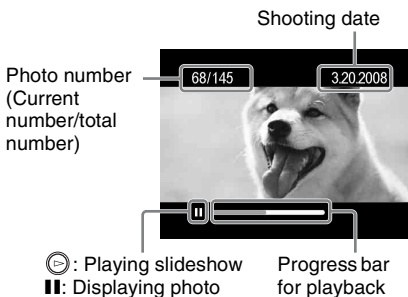 Shooting date
Photo number
(Current
number/total
number)
68/145
3.20.2008
: Playing slideshow
: Displaying photo
Progress bar
for playback